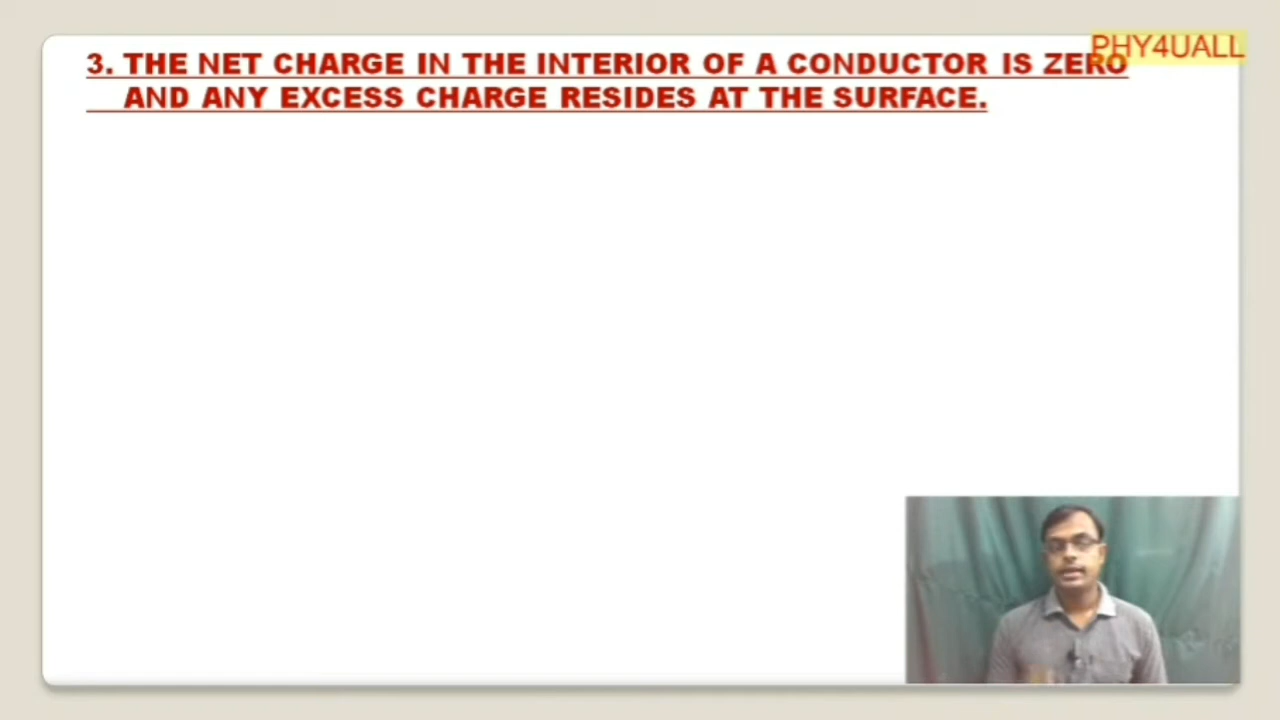 PHY4UALL
3. THE NET CHARGE IN THE INTERIOR OF A CONDUCTOR IS ZERO
AND ANY EXCESS CHARGE RESIDES AT THE SURFACE.